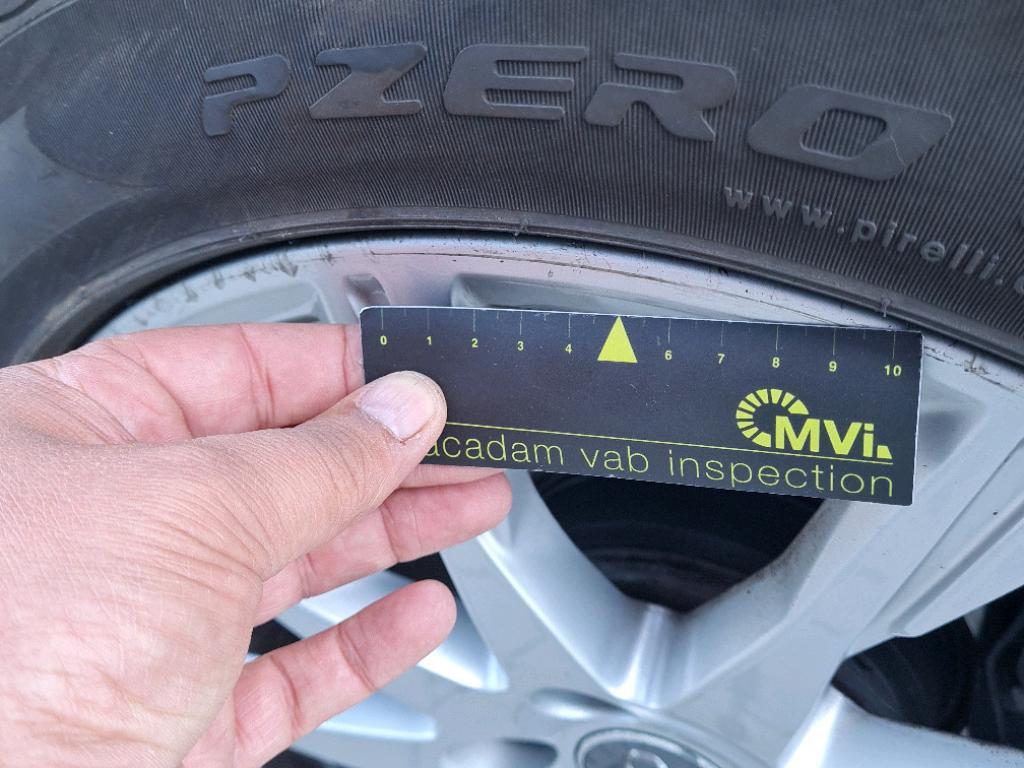 PZERO
www.pirelli.
0 1 2 3 4 6 7 8 9 10
MVi
acadam vab inspection